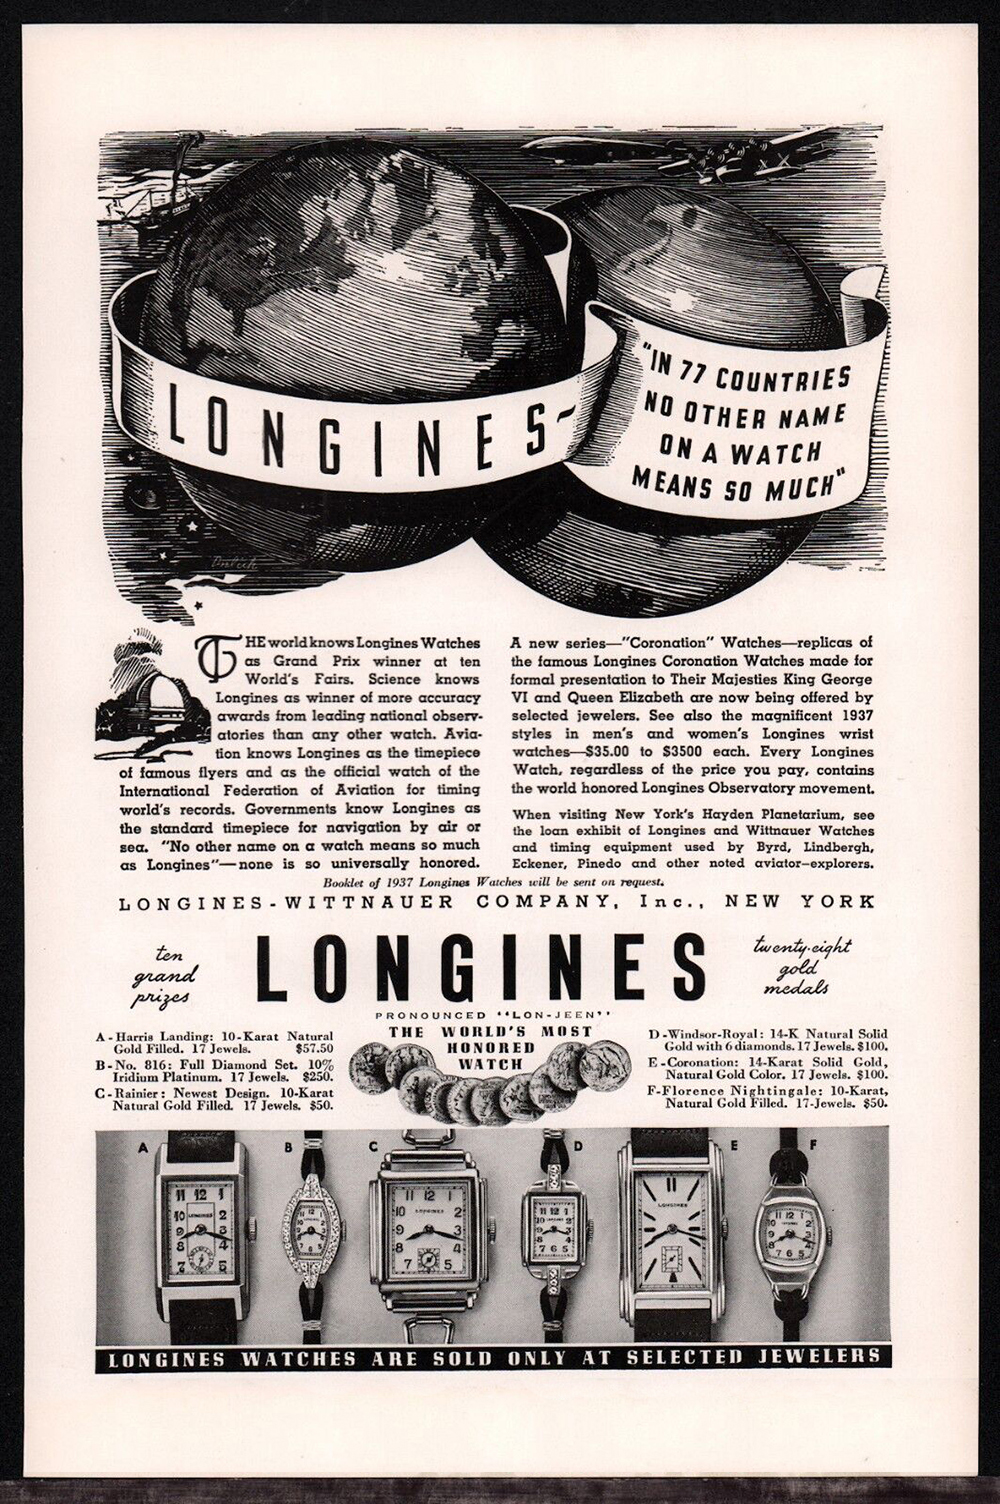 LONGINES~
"IN 77 COUNTRIES
NO OTHER NAME
ON A WATCH
MEANS SO MUCH"
THE world knows Longines Watches
as Grand Prix winner at ten
World's Fairs. Science knows
Longines as winner of more accuracy
awards from leading national observ-
atories than any other watch. Avia-
tion knows Longines as the timepiece
of famous flyers and as the official watch of the
International Federation of Aviation for timing
world's records. Governments know Longines as
the standard timepiece for navigation by air or
sea. "No other name on a watch means so much
as Longines"—none is so universally honored.
A new series—"Coronation" Watches—replicas of
the famous Longines Coronation Watches made for
formal presentation to Their Majesties King George
VI and Queen Elizabeth are now being offered by
selected jewelers. See also the magnificent 1937
styles in men's and women's Longines wrist
watches—$35.00 to $3500 each. Every Longines
Watch, regardless of the price you pay, contains
the world honored Longines Observatory movement.
When visiting New York's Hayden Planetarium, see
the loan exhibit of Longines and Wittnauer Watches
and timing equipment used by Byrd, Lindbergh,
Eckener, Pinedo and other noted aviator-explorers.
Booklet of 1937 Longines Watches will be sent on request.
LONGINES-WITTNAUER COMPANY, Inc., NEW YORK
ten
grand
prizes
LONGINES
twenty-eight
gold
medals
PRONOUNCED "LON-JEEN"
THE WORLD'S MOST
HONORED
WATCH
A-Harris Landing: 10-Karat Natural
Gold Filled. 17 Jewels. $57.50
B-No. 816: Full Diamond Set. 10%
Iridium Platinum. 17 Jewels. $250.
C-Rainier: Newest Design. 10-Karat
Natural Gold Filled. 17 Jewels. $50.
D-Windsor-Royal: 14-K Natural Solid
Gold with 6 diamonds. 17 Jewels. $100.
E-Coronation: 14-Karat Solid Gold,
Natural Gold Color. 17 Jewels. $100.
F-Florence Nightingale: 10-Karat,
Natural Gold Filled. 17-Jewels. $50.
A B C D E F
LONGINES LONGINES
LONGINES WATCHES ARE SOLD ONLY AT SELECTED JEWELERS